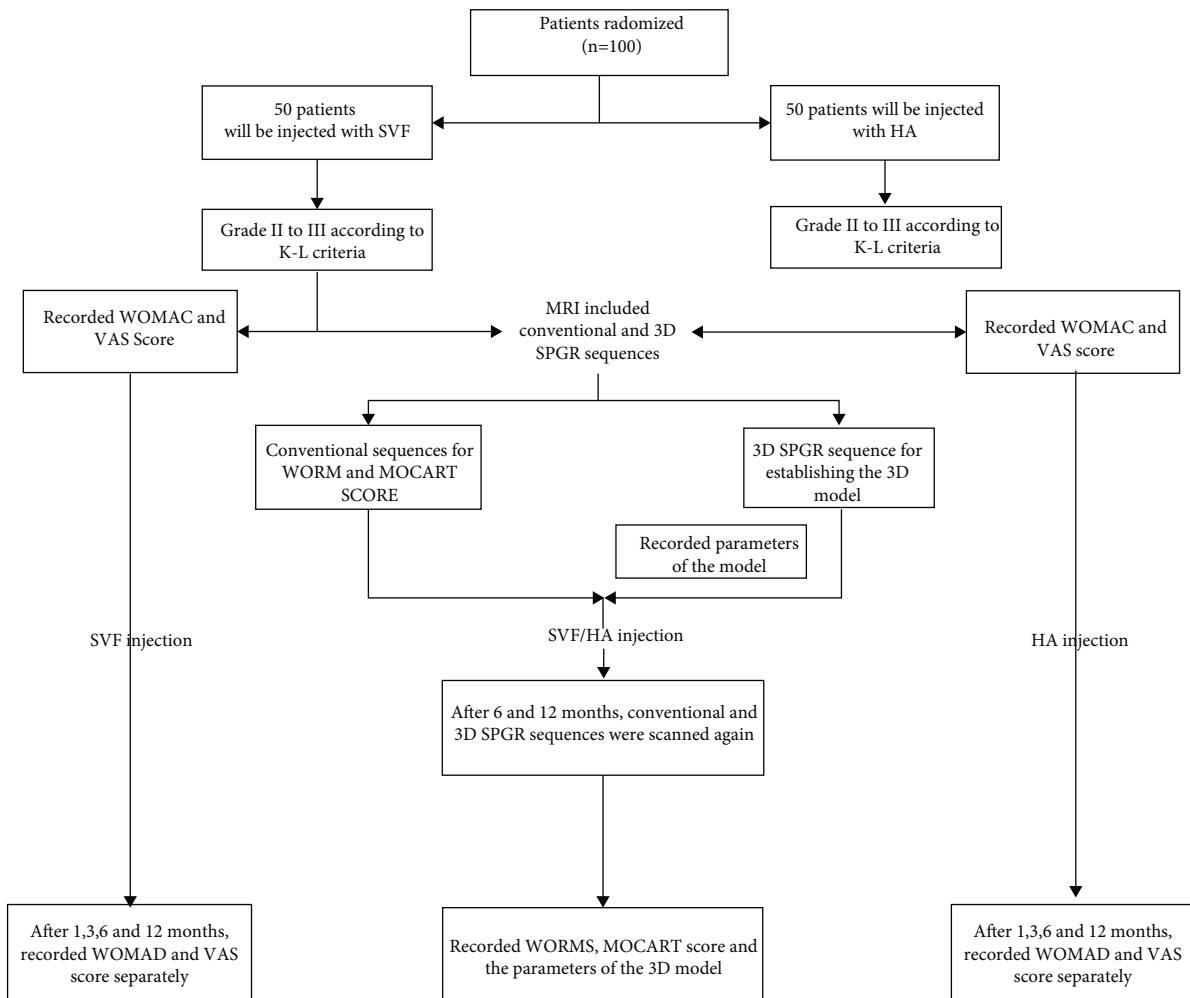 Patients radomized
(n=100)
50 patients
will be injected with SVF
50 patients will be injected
with HA
Grade II to III according to
K-L criteria
Grade II to III according to
K-L criteria
Recorded WOMAC and
VAS Score
MRI included
conventional and 3D
SPGR sequences
Recorded WOMAC and
VAS score
Conventional sequences for
WORM and MOCART
SCORE
3D SPGR sequence for
establishing the 3D
model
Recorded parameters
of the model
SVF injection
SVF/HA injection
HA injection
After 6 and 12 months, conventional and
3D SPGR sequences were scanned again
After 1,3,6 and 12 months,
recorded WOMAD and VAS
score separately
Recorded WORMS, MOCART score and
the parameters of the 3D model
After 1,3,6 and 12 months,
recorded WOMAD and VAS
score separately